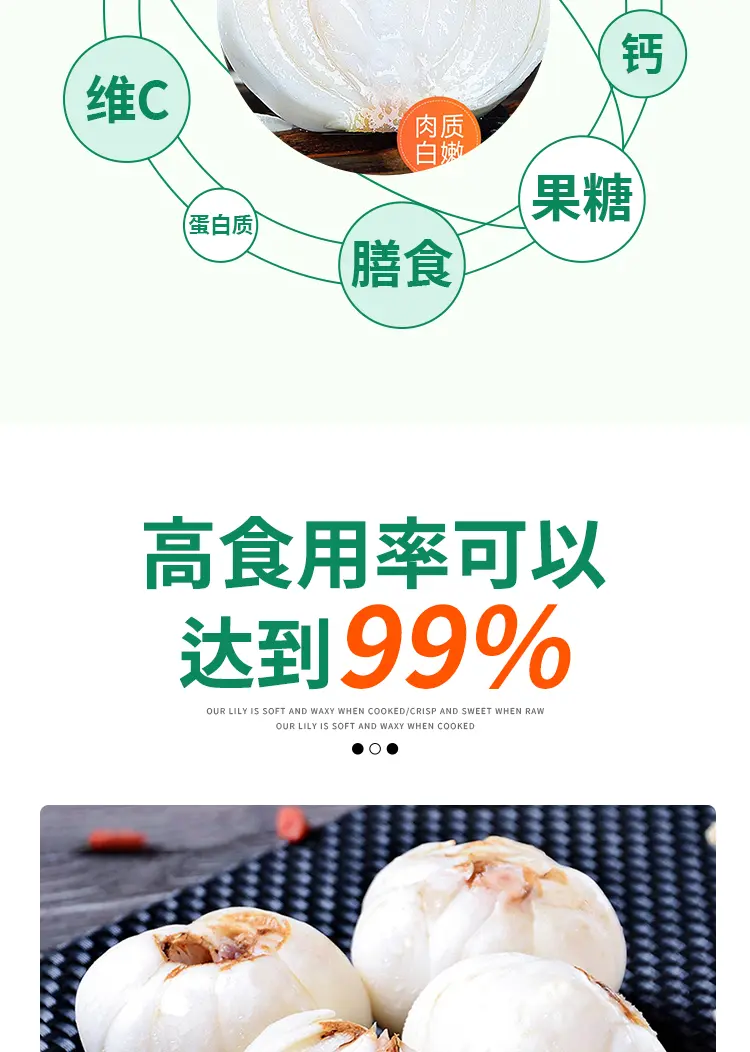 钙
维C
肉质
白嫩
果糖
蛋白质
膳食
高食用率可以
达到99%
OUR LILY IS SOFT AND WAXY WHEN COOKED/CRISP AND SWEET WHEN RAW
OUR LILY IS SOFT AND WAXY WHEN COOKED